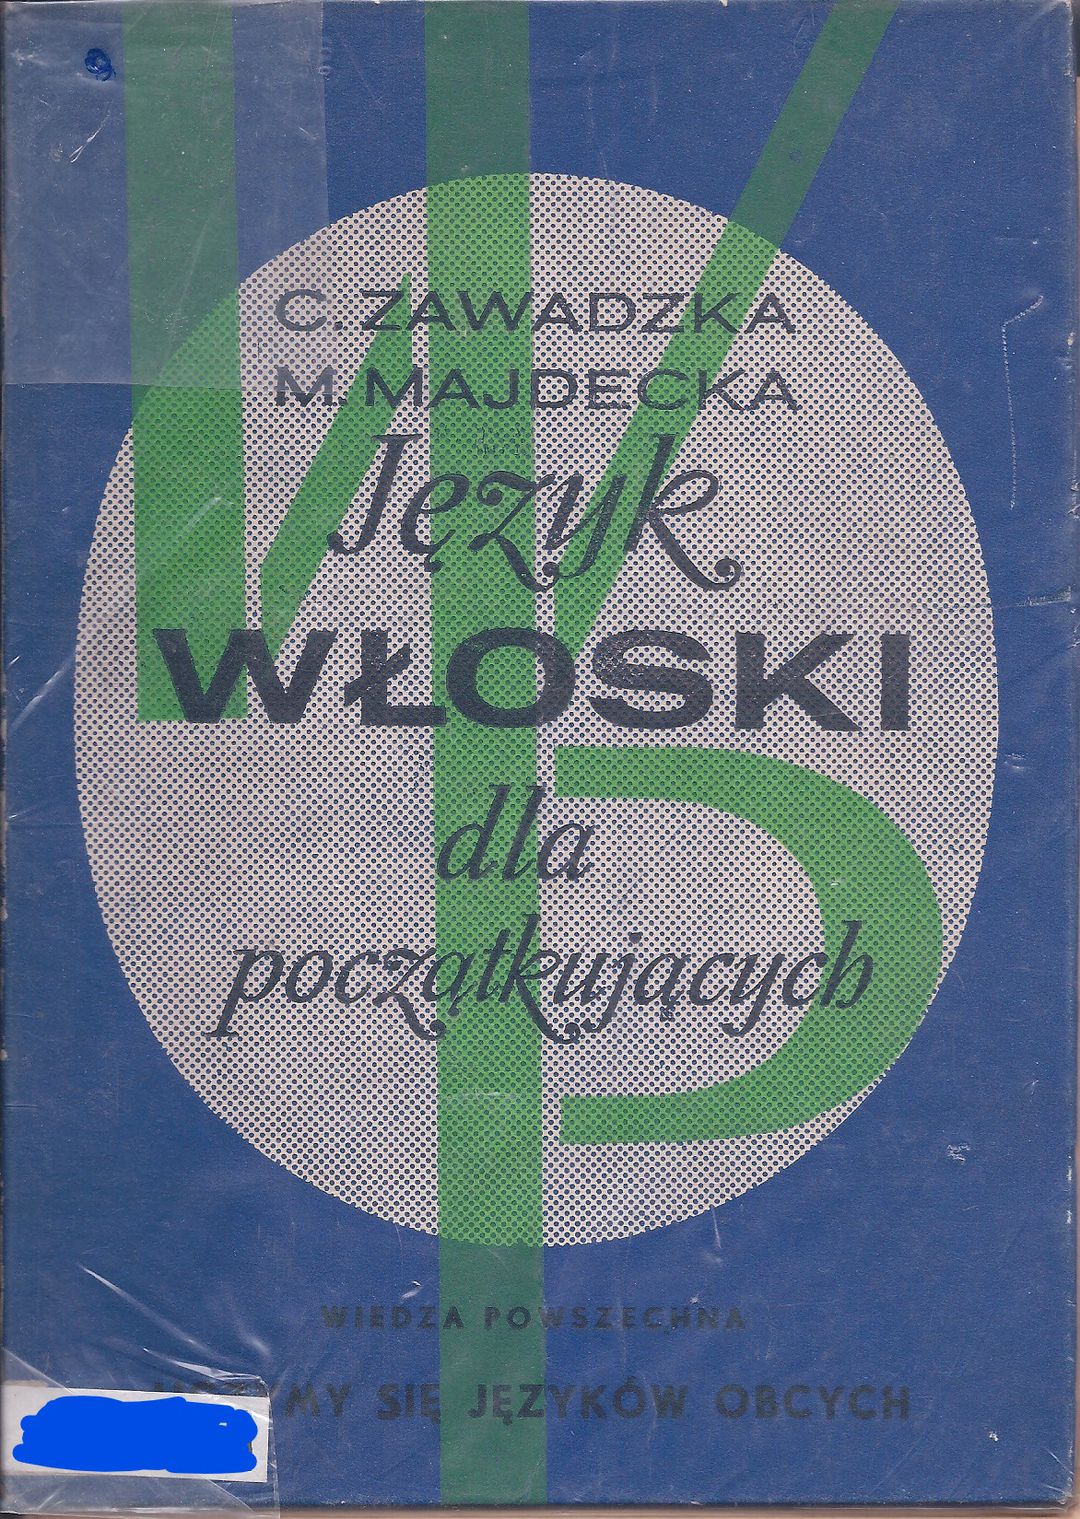 C. ZAWADZKA
M. MAJDECKA
Język
WŁOSKI
dla
początkujących
WIEDZA POWSZECHNA
SIĘ JĘZYKÓW OBCYCH